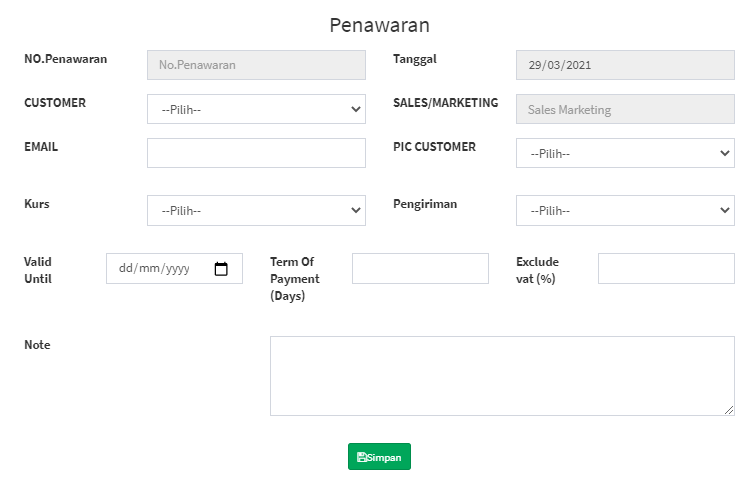 Penawaran
NO.Penawaran No.Penawaran Tanggal 29/03/2021
CUSTOMER --Pilih-- SALES/MARKETING Sales Marketing
EMAIL PIC CUSTOMER --Pilih--
Kurs --Pilih-- Pengiriman --Pilih--
Valid
Until
dd/mm/yyyy
Term Of
Payment
(Days)
Exclude
vat (%)
Note
Simpan